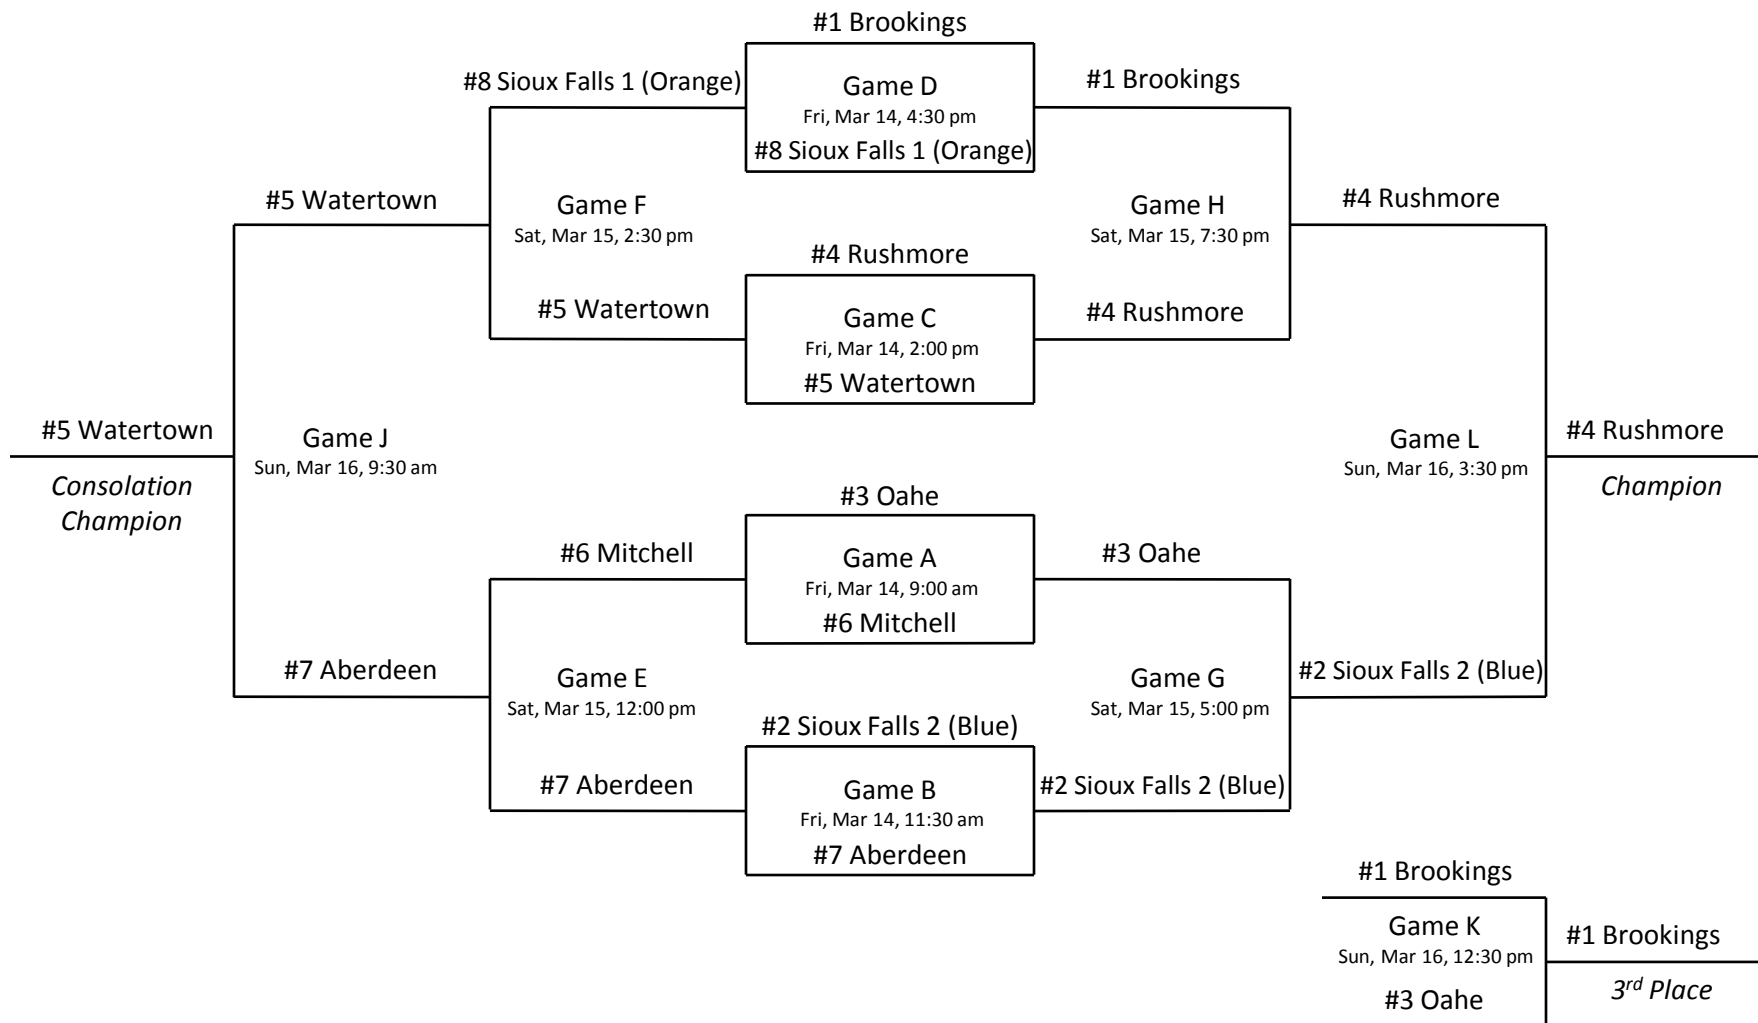 #1 Brookings
#8 Sioux Falls 1 (Orange)
Game D
Fri, Mar 14, 4:30 pm
#8 Sioux Falls 1 (Orange)
#1 Brookings
#5 Watertown
Game F
Sat, Mar 15, 2:30 pm
Game H
Sat, Mar 15, 7:30 pm
#4 Rushmore
#4 Rushmore
#5 Watertown
Game C
Fri, Mar 14, 2:00 pm
#5 Watertown
#4 Rushmore
#5 Watertown
Consolation
Champion
Game J
Sun, Mar 16, 9:30 am
Game L
Sun, Mar 16, 3:30 pm
#4 Rushmore
Champion
#3 Oahe
#6 Mitchell
Game A
Fri, Mar 14, 9:00 am
#6 Mitchell
#3 Oahe
#7 Aberdeen
Game E
Sat, Mar 15, 12:00 pm
Game G
Sat, Mar 15, 5:00 pm
#2 Sioux Falls 2 (Blue)
#2 Sioux Falls 2 (Blue)
#7 Aberdeen
Game B
Fri, Mar 14, 11:30 am
#7 Aberdeen
#2 Sioux Falls 2 (Blue)
#1 Brookings
Game K
Sun, Mar 16, 12:30 pm
#3 Oahe
#1 Brookings
3rd Place